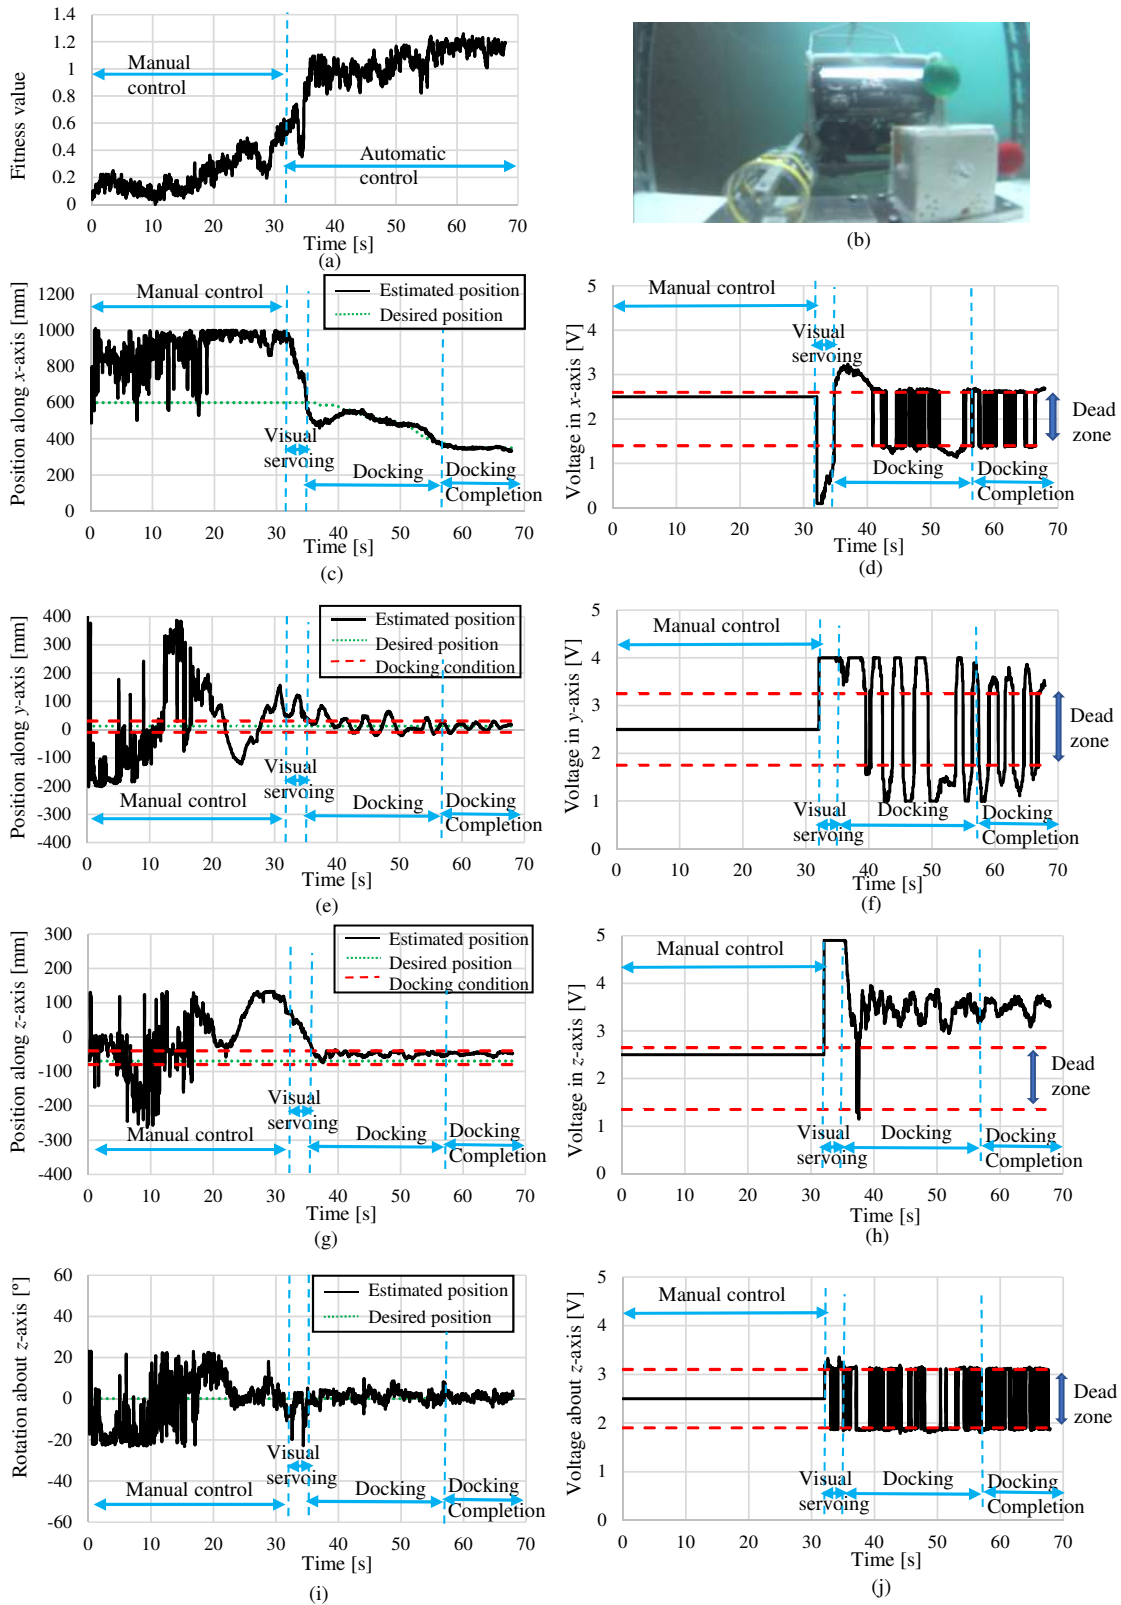 1.4
1.2
1
0.8
0.6
0.4
0.2
0
Fitness value
Manual
control
Automatic
control
0 10 20 30 40 50 60 70
Time [s]
(a)
(b)
1200
1000
800
600
400
200
0
Position along x-axis [mm]
Manual control
Estimated position
Desired position
Visual
servoing
Docking
Docking
Completion
0 10 20 30 40 50 60 70
Time [s]
(c)
5
4
3
2
1
0
Voltage in x-axis [V]
Manual control
Visual
servoing
Dead
zone
Docking
Docking
Completion
0 10 20 30 40 50 60 70
Time [s]
(d)
400
300
200
100
0
-100
-200
-300
-400
Position along y-axis [mm]
Estimated position
Desired position
Docking condition
Visual
servoing
Manual control
Docking
Docking
Completion
0 10 20 30 40 50 60 70
Time [s]
(e)
5
4
3
2
1
0
Voltage in y-axis [V]
Manual control
Dead
zone
Visual
servoing
Docking
Docking
Completion
0 10 20 30 40 50 60 70
Time [s]
(f)
300
200
100
0
-100
-200
-300
-400
Position along z-axis [mm]
Estimated position
Desired position
Docking condition
Visual
servoing
Manual control
Docking
Docking
Completion
0 10 20 30 40 50 60 70
Time [s]
(g)
5
4
3
2
1
0
Voltage in z-axis [V]
Manual control
Dead
zone
Visual
servoing
Docking
Docking
Completion
0 10 20 30 40 50 60 70
Time [s]
(h)
60
40
20
0
-20
-40
-60
Rotation about z-axis [º]
Estimated position
Desired position
Visual
servoing
Manual control
Docking
Docking
Completion
0 10 20 30 40 50 60 70
Time [s]
(i)
5
4
3
2
1
0
Voltage about z-axis [V]
Manual control
Dead
zone
Visual
servoing
Docking
Docking
Completion
0 10 20 30 40 50 60 70
Time [s]
(j)